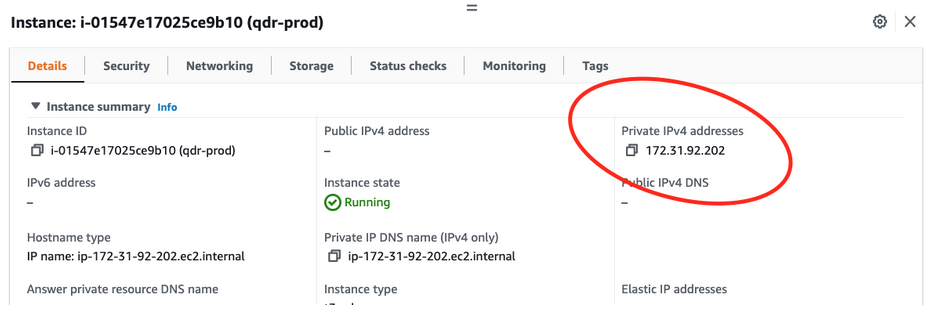 Instance: i-01547e17025ce9b10 (qdr-prod)
Details Security Networking Storage Status checks Monitoring Tags
Instance summary Info
Instance ID Public IPv4 address Private IPv4 addresses
i-01547e17025ce9b10 (qdr-prod) – 172.31.92.202
IPv6 address Instance state Public IPv4 DNS
– Running –
Hostname type Private IP DNS name (IPv4 only)
IP name: ip-172-31-92-202.ec2.internal ip-172-31-92-202.ec2.internal
Answer private resource DNS name Instance type Elastic IP addresses